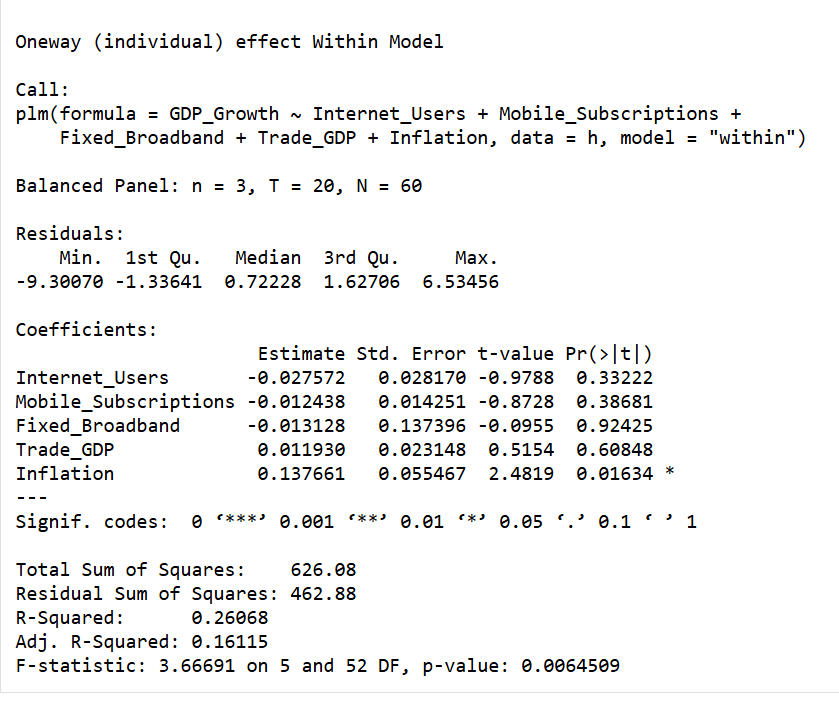 Oneway (individual) effect Within Model
Call:
plm(formula = GDP_Growth ~ Internet_Users + Mobile_Subscriptions +
    Fixed_Broadband + Trade_GDP + Inflation, data = h, model = "within")
Balanced Panel: n = 3, T = 20, N = 60
Residuals:
    Min.  1st Qu.   Median  3rd Qu.     Max.
-9.30070 -1.33641  0.72228  1.62706  6.53456
Coefficients:
                      Estimate Std. Error t-value Pr(>|t|)
Internet_Users       -0.027572   0.028170 -0.9788  0.33222
Mobile_Subscriptions -0.012438   0.014251 -0.8728  0.38681
Fixed_Broadband      -0.013128   0.137396 -0.0955  0.92425
Trade_GDP             0.011930   0.023148  0.5154  0.60848
Inflation             0.137661   0.055467  2.4819  0.01634 *
---
Signif. codes:  0 ‘***’ 0.001 ‘**’ 0.01 ‘*’ 0.05 ‘.’ 0.1 ‘ ’ 1
Total Sum of Squares:    626.08
Residual Sum of Squares: 462.88
R-Squared:      0.26068
Adj. R-Squared: 0.16115
F-statistic: 3.66691 on 5 and 52 DF, p-value: 0.0064509